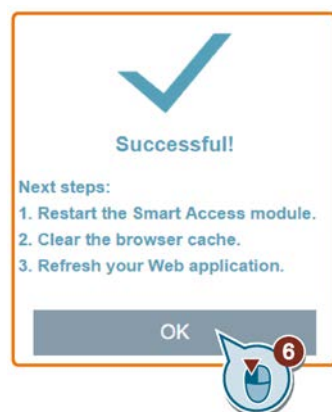 Successful!
Next steps:
1. Restart the Smart Access module.
2. Clear the browser cache.
3. Refresh your Web application.
OK
6